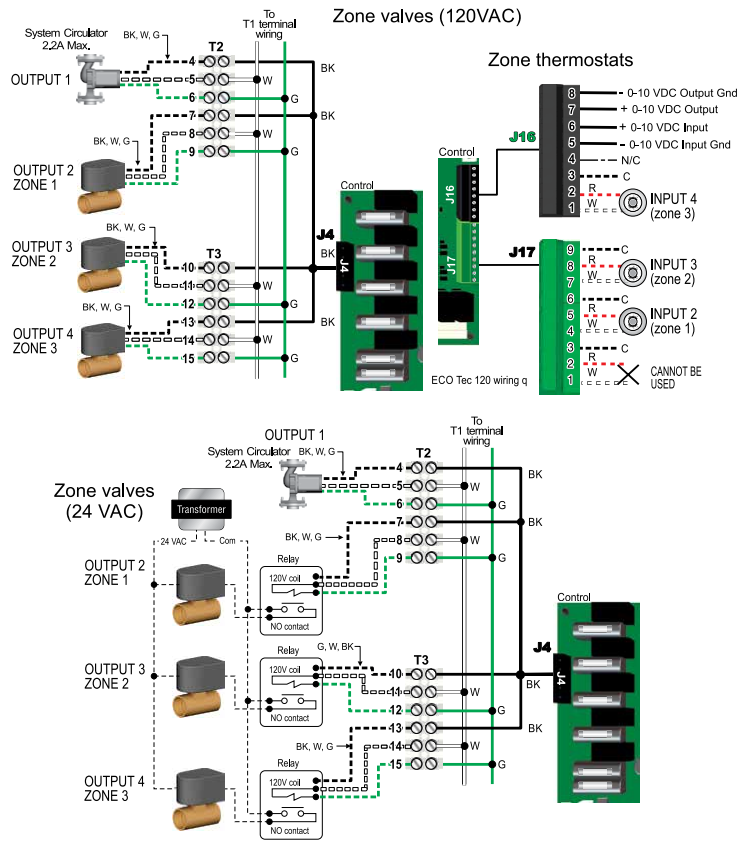 Zone valves (120VAC)
System Circulator
2.2A Max.
BK, W, G
T2
To
T1 terminal
wiring
OUTPUT 1
4
5
6
7
8
9
BK
W
G
BK
W
G
BK, W, G
OUTPUT 2
ZONE 1
OUTPUT 3
ZONE 2
BK, W, G
T3
10
11
12
13
14
15
W
G
BK
W
G
BK, W, G
OUTPUT 4
ZONE 3
Control
J4
BK
J4
Zone thermostats
Control
J16
J17
J16
8
7
6
5
4
3
2
1
- 0-10 VDC Output Gnd
+ 0-10 VDC Output
+ 0-10 VDC Input
- 0-10 VDC Input Gnd
N/C
C
R
W
INPUT 4
(zone 3)
J17
9
8
7
6
5
4
3
2
1
C
R
W
INPUT 3
(zone 2)
C
R
W
INPUT 2
(zone 1)
C
R
W
CANNOT BE
USED
ECO Tec 120 wiring q
Zone valves
(24 VAC)
Transformer
24 VAC
Com
OUTPUT 1
System Circulator
2.2A Max.
BK, W, G
T2
To
T1 terminal
wiring
4
5
6
7
8
9
BK
W
G
BK
W
G
BK, W, G
OUTPUT 2
ZONE 1
Relay
120V coil
NO contact
OUTPUT 3
ZONE 2
Relay
120V coil
NO contact
G, W, BK
T3
10
11
12
13
14
15
W
G
BK
W
G
BK, W, G
OUTPUT 4
ZONE 3
Relay
120V coil
NO contact
Control
J4
BK
J4